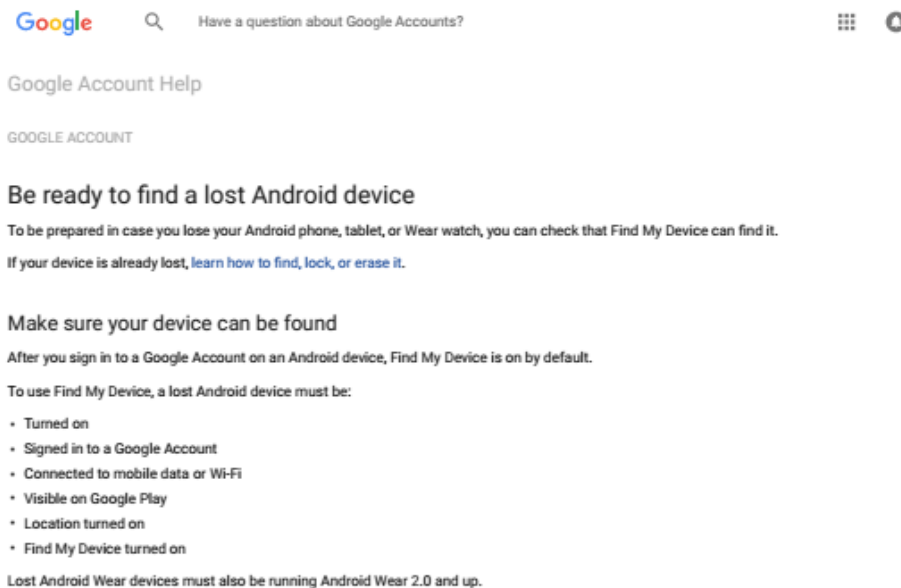 Google
Have a question about Google Accounts?
Google Account Help
GOOGLE ACCOUNT
Be ready to find a lost Android device
To be prepared in case you lose your Android phone, tablet, or Wear watch, you can check that Find My Device can find it.
If your device is already lost, learn how to find, lock, or erase it.
Make sure your device can be found
After you sign in to a Google Account on an Android device, Find My Device is on by default.
To use Find My Device, a lost Android device must be:
• Turned on
• Signed in to a Google Account
• Connected to mobile data or Wi-Fi
• Visible on Google Play
• Location turned on
• Find My Device turned on
Lost Android Wear devices must also be running Android Wear 2.0 and up.